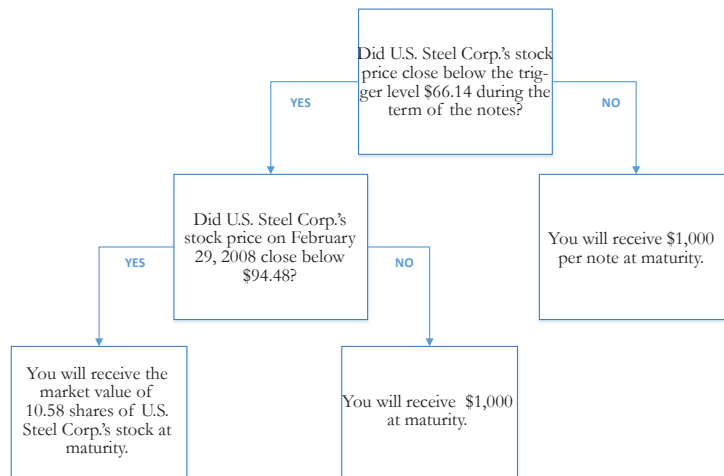 Did U.S. Steel Corp.'s stock
price close below the trig-
ger level $66.14 during the
term of the notes?
YES
NO
Did U.S. Steel Corp.'s
stock price on February
29, 2008 close below
$94.48?
You will receive $1,000
per note at maturity.
YES
NO
You will receive the
market value of
10.58 shares of U.S.
Steel Corp.'s stock at
maturity.
You will receive $1,000
at maturity.